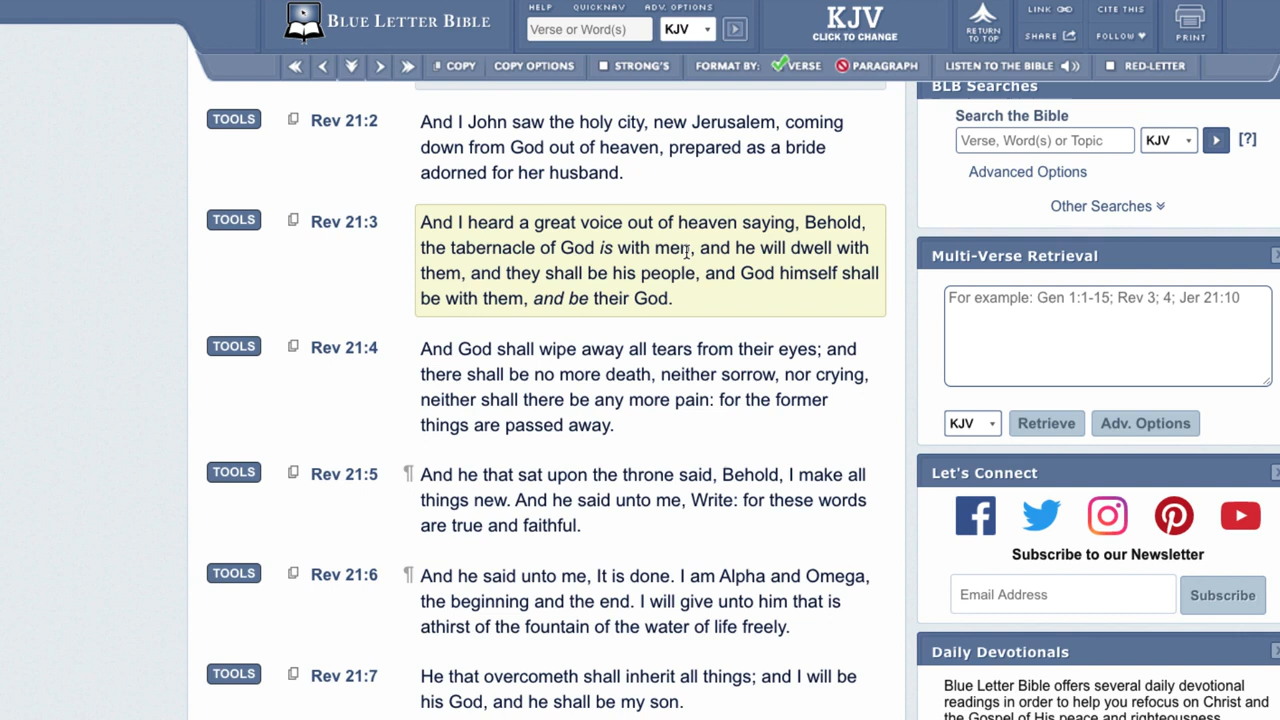 BLUE LETTER BIBLE
HELP QUICKNAV ADV. OPTIONS
Verse or Word(s) KJV
KJV
CLICK TO CHANGE
RETURN
TO TOP
LINK
SHARE
CITE THIS
FOLLOW
PRINT
COPY COPY OPTIONS STRONG'S FORMAT BY: VERSE PARAGRAPH LISTEN TO THE BIBLE RED-LETTER
TOOLS Rev 21:2
And I John saw the holy city, new Jerusalem, coming
down from God out of heaven, prepared as a bride
adorned for her husband.
TOOLS Rev 21:3
And I heard a great voice out of heaven saying, Behold,
the tabernacle of God is with men, and he will dwell with
them, and they shall be his people, and God himself shall
be with them, and be their God.
TOOLS Rev 21:4
And God shall wipe away all tears from their eyes; and
there shall be no more death, neither sorrow, nor crying,
neither shall there be any more pain: for the former
things are passed away.
TOOLS Rev 21:5
¶ And he that sat upon the throne said, Behold, I make all
things new. And he said unto me, Write: for these words
are true and faithful.
TOOLS Rev 21:6
¶ And he said unto me, It is done. I am Alpha and Omega,
the beginning and the end. I will give unto him that is
athirst of the fountain of the water of life freely.
TOOLS Rev 21:7
He that overcometh shall inherit all things; and I will be
his God, and he shall be my son.
BLB Searches
Search the Bible
Verse, Word(s) or Topic KJV [?]
Advanced Options
Other Searches
Multi-Verse Retrieval
For example: Gen 1:1-15; Rev 3; 4; Jer 21:10
KJV Retrieve Adv. Options
Let's Connect
Subscribe to our Newsletter
Email Address Subscribe
Daily Devotionals
Blue Letter Bible offers several daily devotional
readings in order to help you refocus on Christ and
the Gospel of His peace and righteousness.